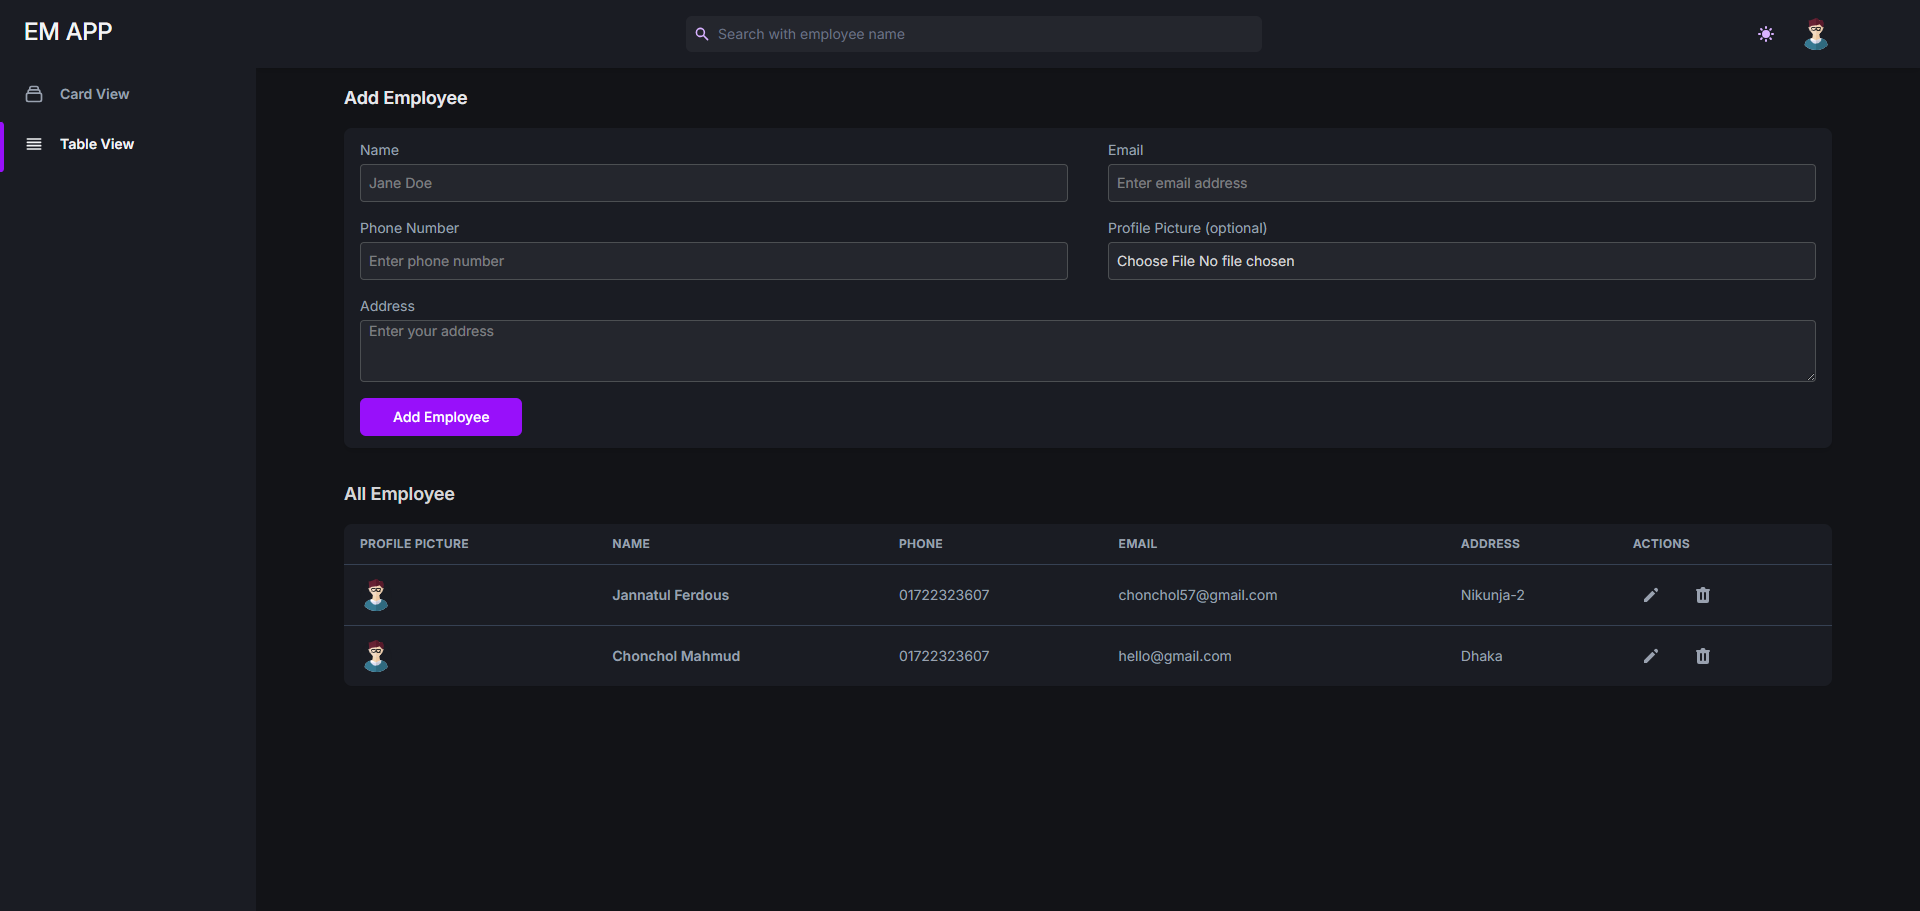 EM APP
Search with employee name
Card View
Table View
Add Employee
Name
Jane Doe
Email
Enter email address
Phone Number
Enter phone number
Profile Picture (optional)
Choose File No file chosen
Address
Enter your address
Add Employee
All Employee
PROFILE PICTURE NAME PHONE EMAIL ADDRESS ACTIONS
Jannatul Ferdous 01722323607 chonchol57@gmail.com Nikunja-2
Chonchol Mahmud 01722323607 hello@gmail.com Dhaka